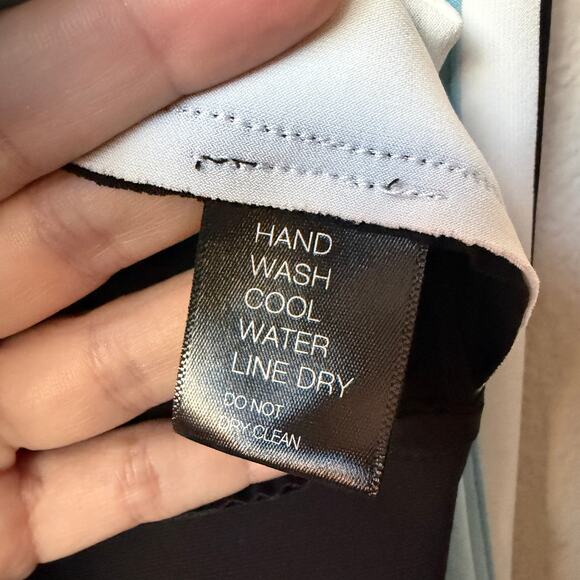 HAND
WASH
COOL
WATER
LINE DRY
DO NOT
DRY CLEAN